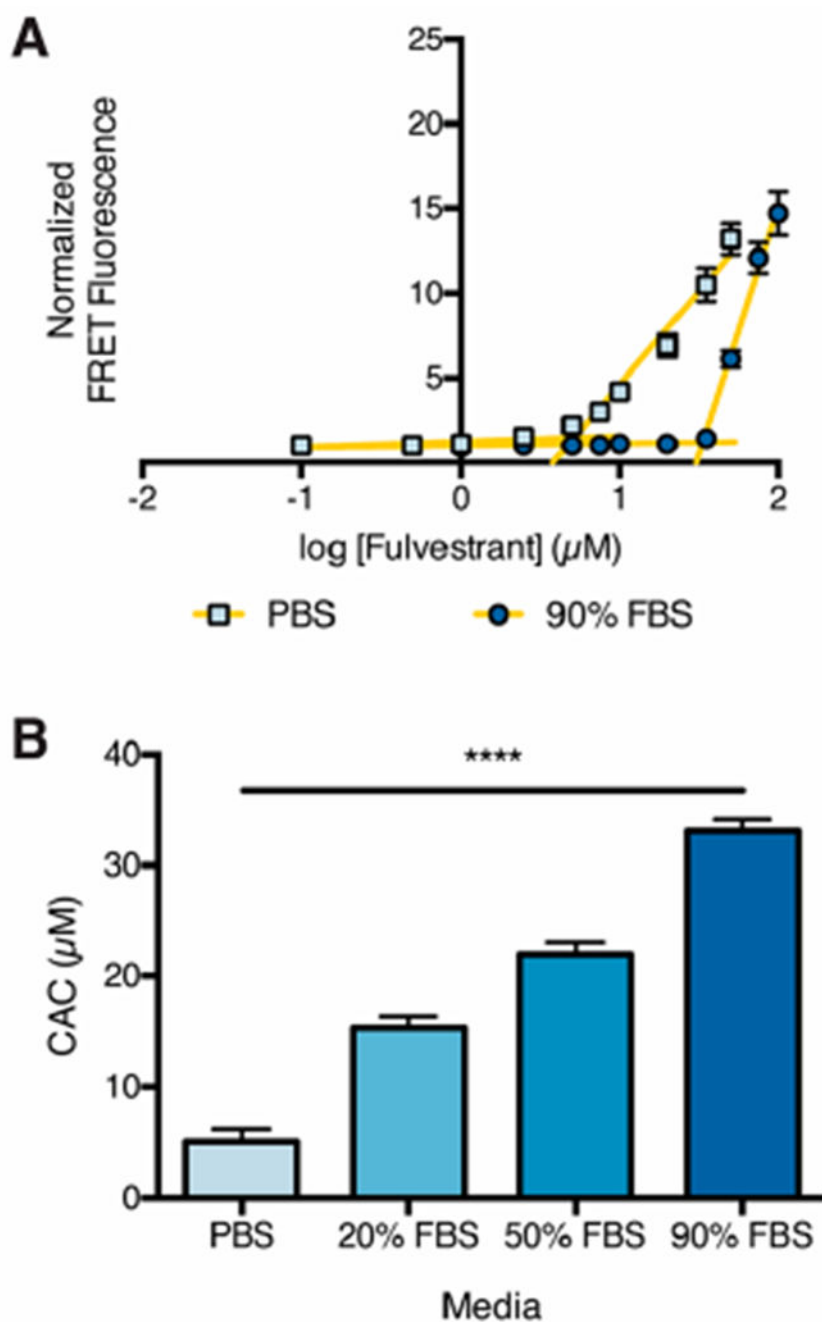 A
Normalized
FRET Fluorescence
25
20
15
10
5
-2 -1 0 1 2
log [Fulvestrant] (µM)
PBS 90% FBS
B
40
30
20
10
0
CAC (µM)
****
PBS 20% FBS 50% FBS 90% FBS
Media